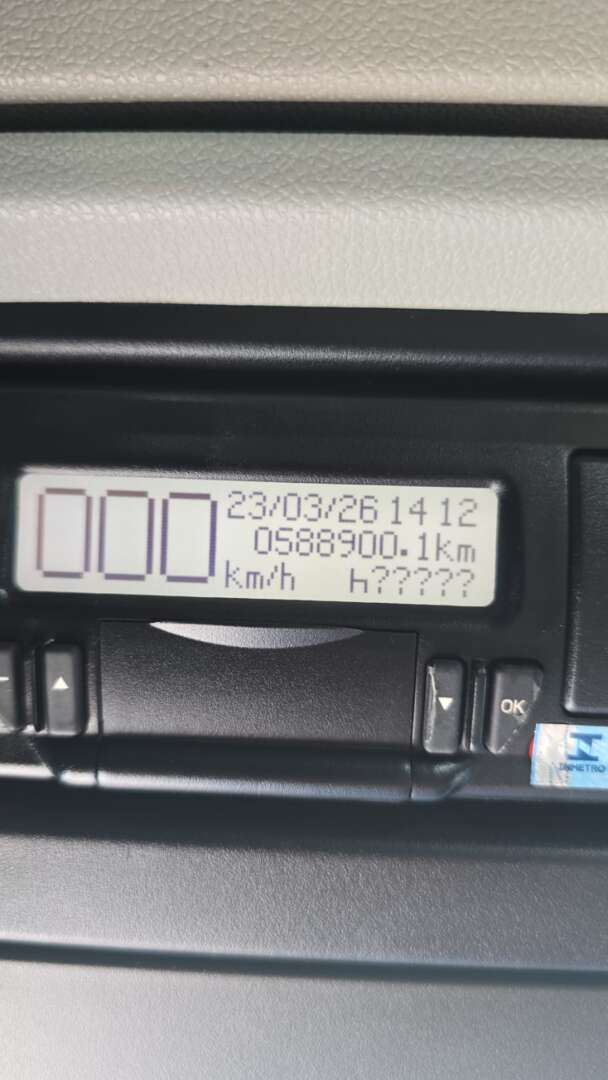 000
23/03/26 14 12
0588900.1km
km/h h?????
OK
INMETRO